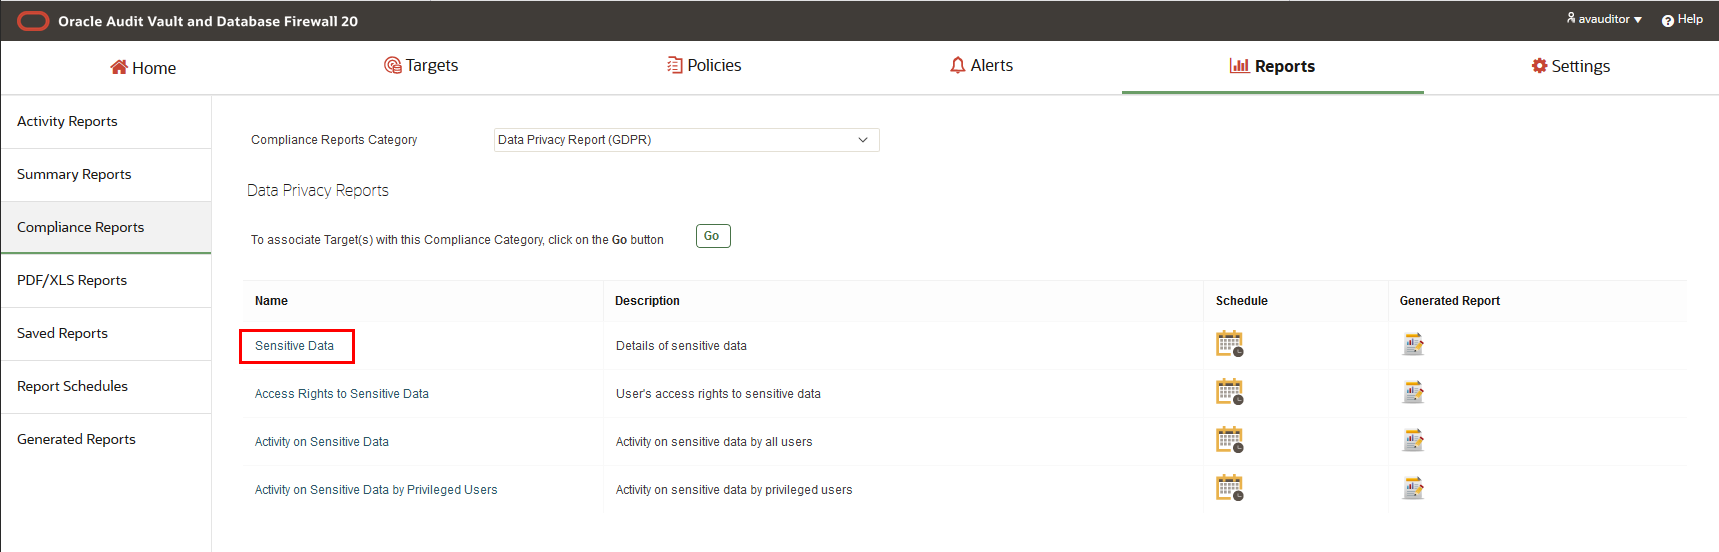 Oracle Audit Vault and Database Firewall 20
avauditor
Help
Home
Targets
Policies
Alerts
Reports
Settings
Activity Reports
Summary Reports
Compliance Reports
PDF/XLS Reports
Saved Reports
Report Schedules
Generated Reports
Compliance Reports Category
Data Privacy Report (GDPR)
Data Privacy Reports
To associate Target(s) with this Compliance Category, click on the Go button
Go
Name Description Schedule Generated Report
Sensitive Data Details of sensitive data
Access Rights to Sensitive Data User's access rights to sensitive data
Activity on Sensitive Data Activity on sensitive data by all users
Activity on Sensitive Data by Privileged Users Activity on sensitive data by privileged users